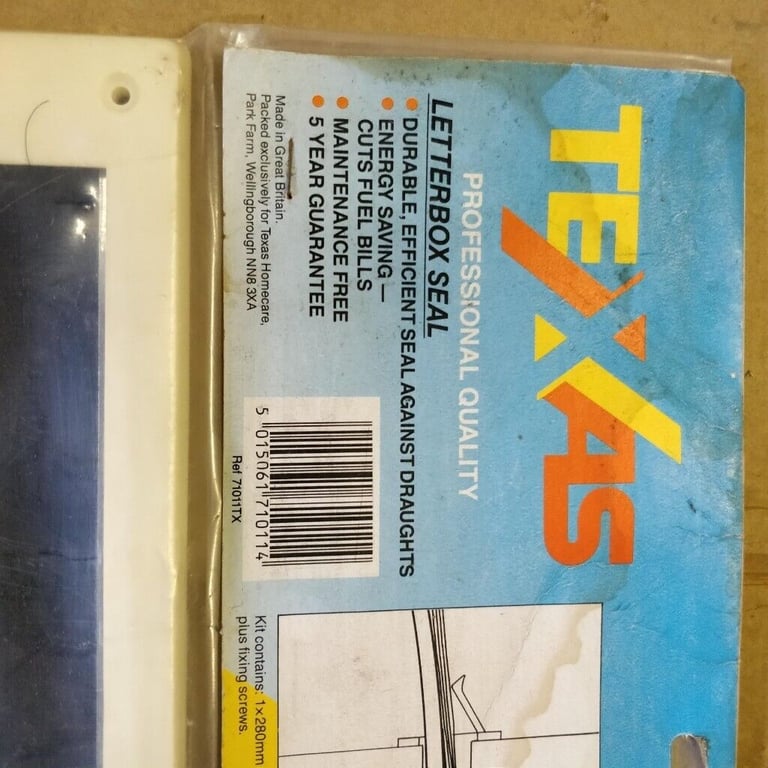 TEXAS
PROFESSIONAL QUALITY
LETTERBOX SEAL
DURABLE, EFFICIENT SEAL AGAINST DRAUGHTS
ENERGY SAVING —
CUTS FUEL BILLS
MAINTENANCE FREE
5 YEAR GUARANTEE
Made in Great Britain.
Packed exclusively for Texas Homecare,
Park Farm, Wellingborough NN8 3XA
5 015061 710114
Ref 71011TX
Kit contains: 1 x 280mm
plus fixing screws.